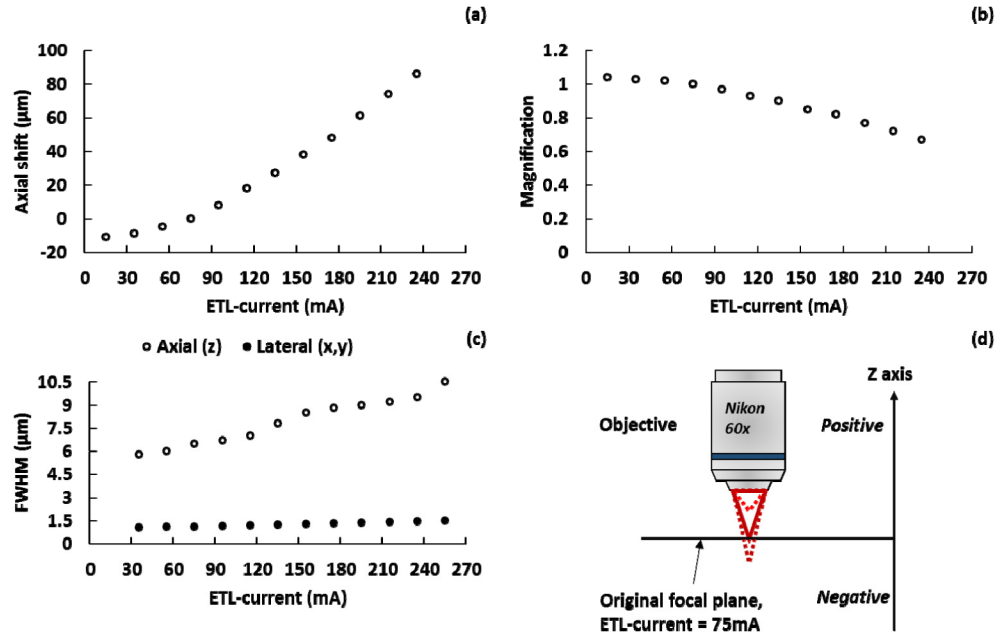 (a)
Axial shift (µm)
100
80
60
40
20
0
-20
0 30 60 90 120 150 180 210 240 270
ETL-current (mA)
(b)
Magnification
1.2
1
0.8
0.6
0.4
0.2
0
0 30 60 90 120 150 180 210 240 270
ETL-current (mA)
(c)
Axial (z) Lateral (x,y)
FWHM (µm)
10.5
9
7.5
6
4.5
3
1.5
0
0 30 60 90 120 150 180 210 240 270
ETL-current (mA)
(d)
Z axis
Objective
Nikon
60x
Positive
Original focal plane,
ETL-current = 75mA
Negative